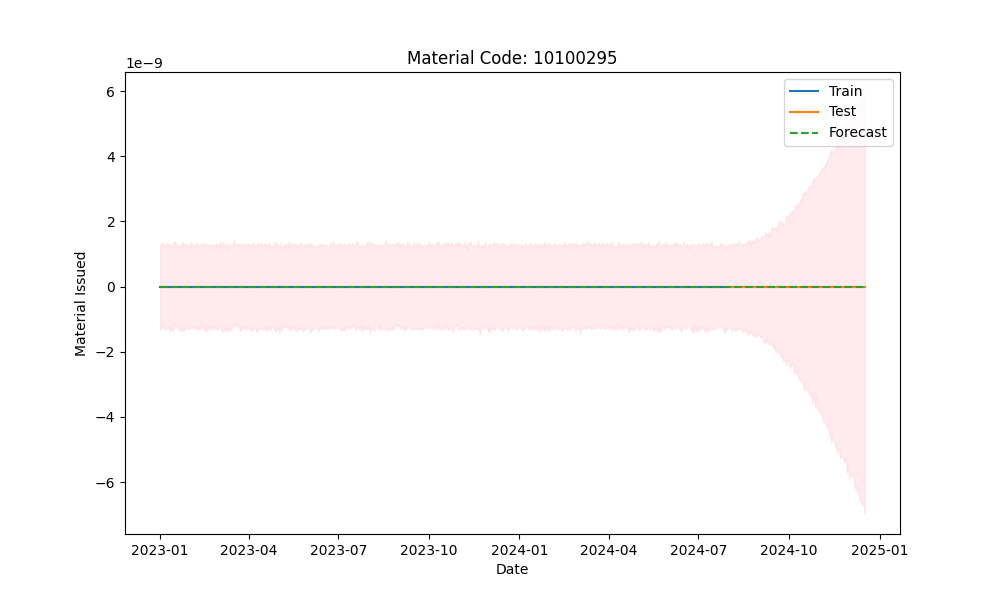 Material Code: 10100295
1e−9
6
4
2
0
−2
−4
−6
Material Issued
Train
Test
Forecast
2023-01
2023-04
2023-07
2023-10
2024-01
2024-04
2024-07
2024-10
2025-01
Date